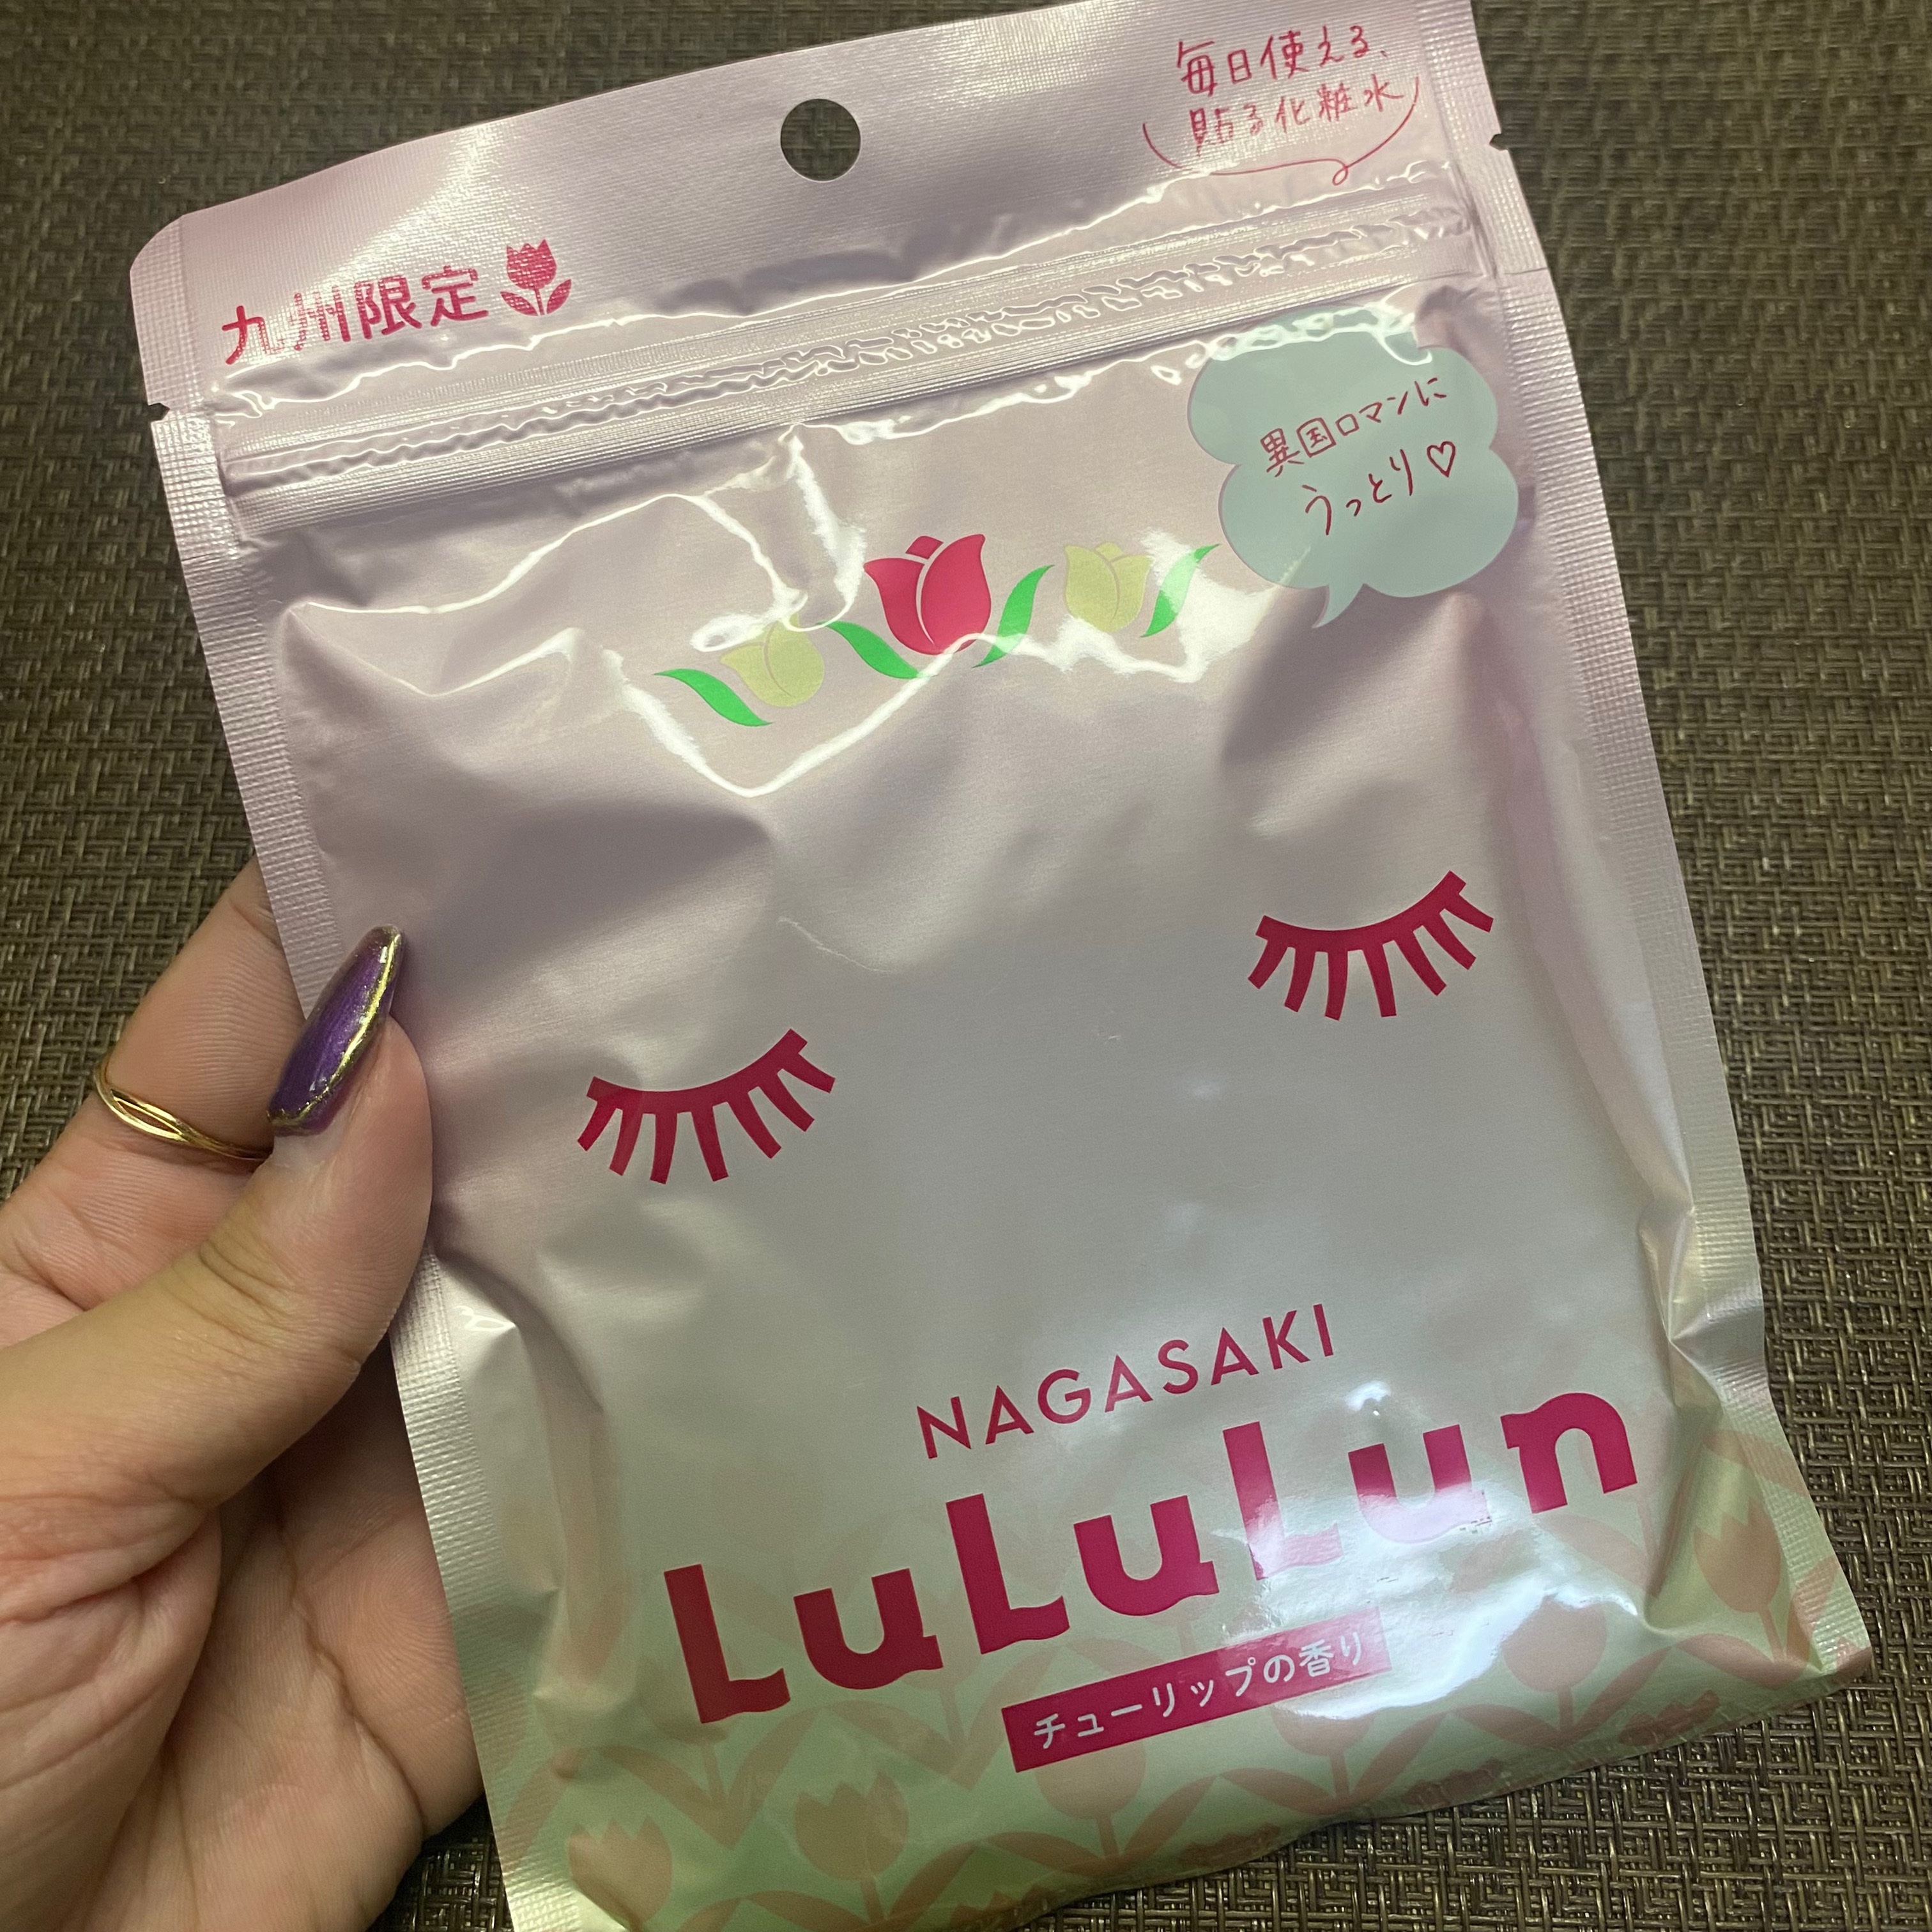 毎日使える、
貼る化粧水
九州限定
異国ロマンに
うっとり♡
NAGASAKI
LuLuLun
チューリップの香り